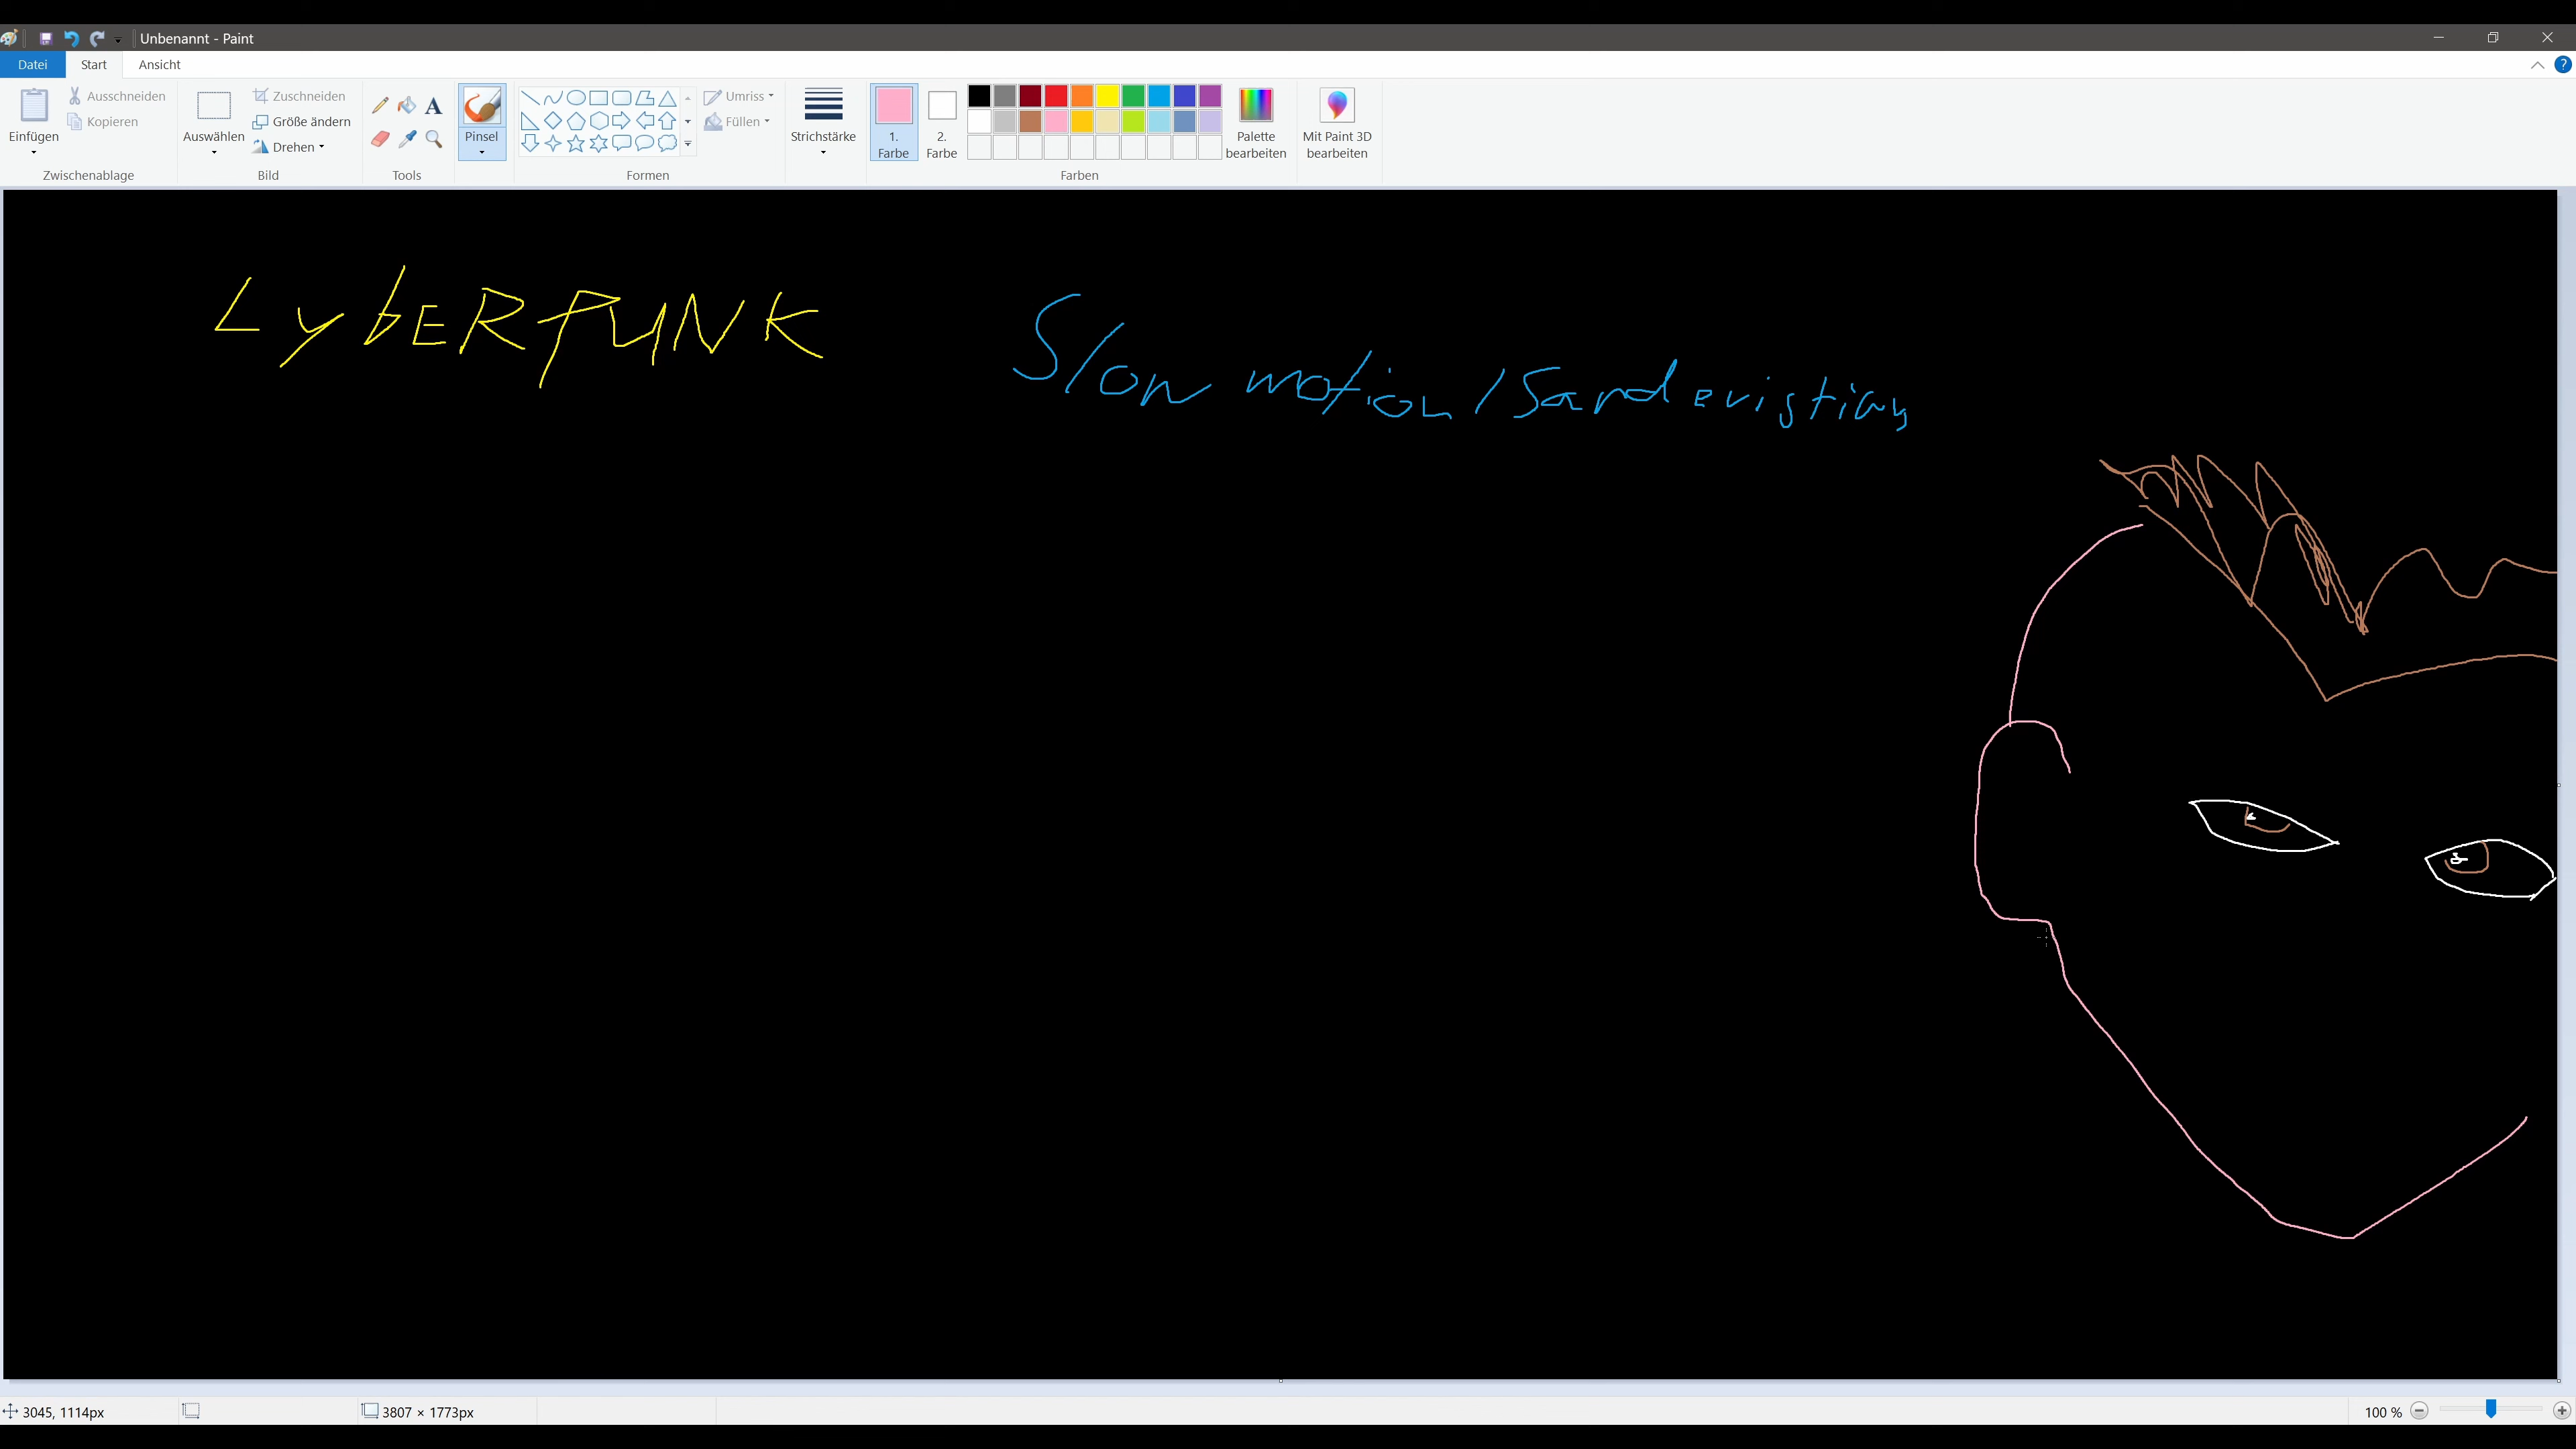 Unbenannt - Paint
Datei Start Ansicht
Einfügen Ausschneiden Kopieren
Zwischenablage
Auswählen Zuschneiden Größe ändern Drehen
Bild
A
Tools
Pinsel
Umriss Füllen
Formen
Strichstärke
1. Farbe
2. Farbe
Palette bearbeiten
Farben
Mit Paint 3D bearbeiten
?
CybERPUNK
Slow motion / Sandevistian
3045, 1114px
3807 × 1773px
100 %